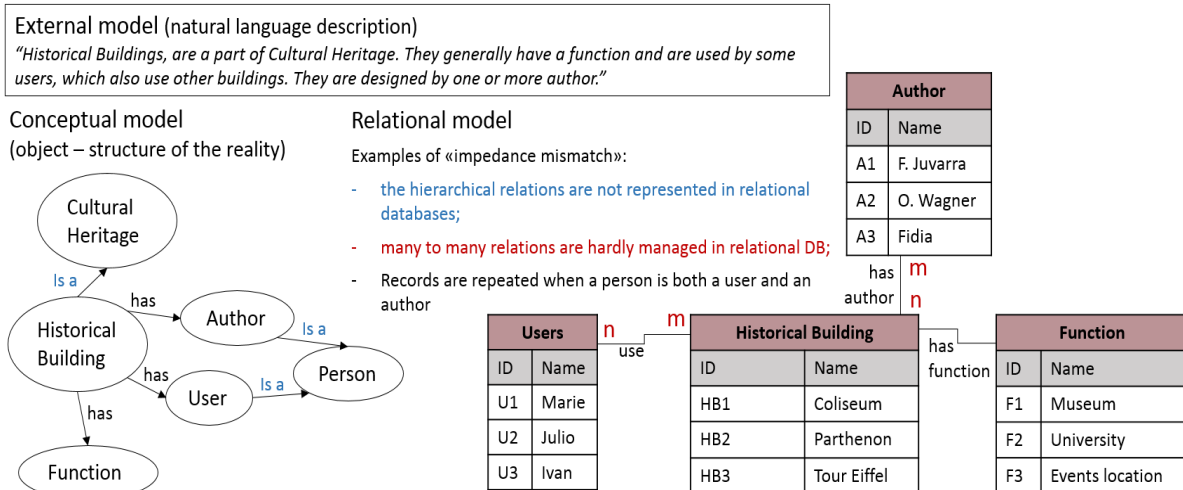 External model (natural language description)
“Historical Buildings, are a part of Cultural Heritage. They generally have a function and are used by some
users, which also use other buildings. They are designed by one or more author.”
Conceptual model
(object – structure of the reality)
Cultural
Heritage
Is a
Historical
Building
has
Author
Is a
has
User
Is a
Person
has
Function
Relational model
Examples of «impedance mismatch»:
- the hierarchical relations are not represented in relational
databases;
- many to many relations are hardly managed in relational DB;
- Records are repeated when a person is both a user and an
author
Author
ID Name
A1 F. Juvarra
A2 O. Wagner
A3 Fidia
has
author
m
n
Users
ID Name
U1 Marie
U2 Julio
U3 Ivan
n
use
m
Historical Building
ID Name
HB1 Coliseum
HB2 Parthenon
HB3 Tour Eiffel
has
function
Function
ID Name
F1 Museum
F2 University
F3 Events location